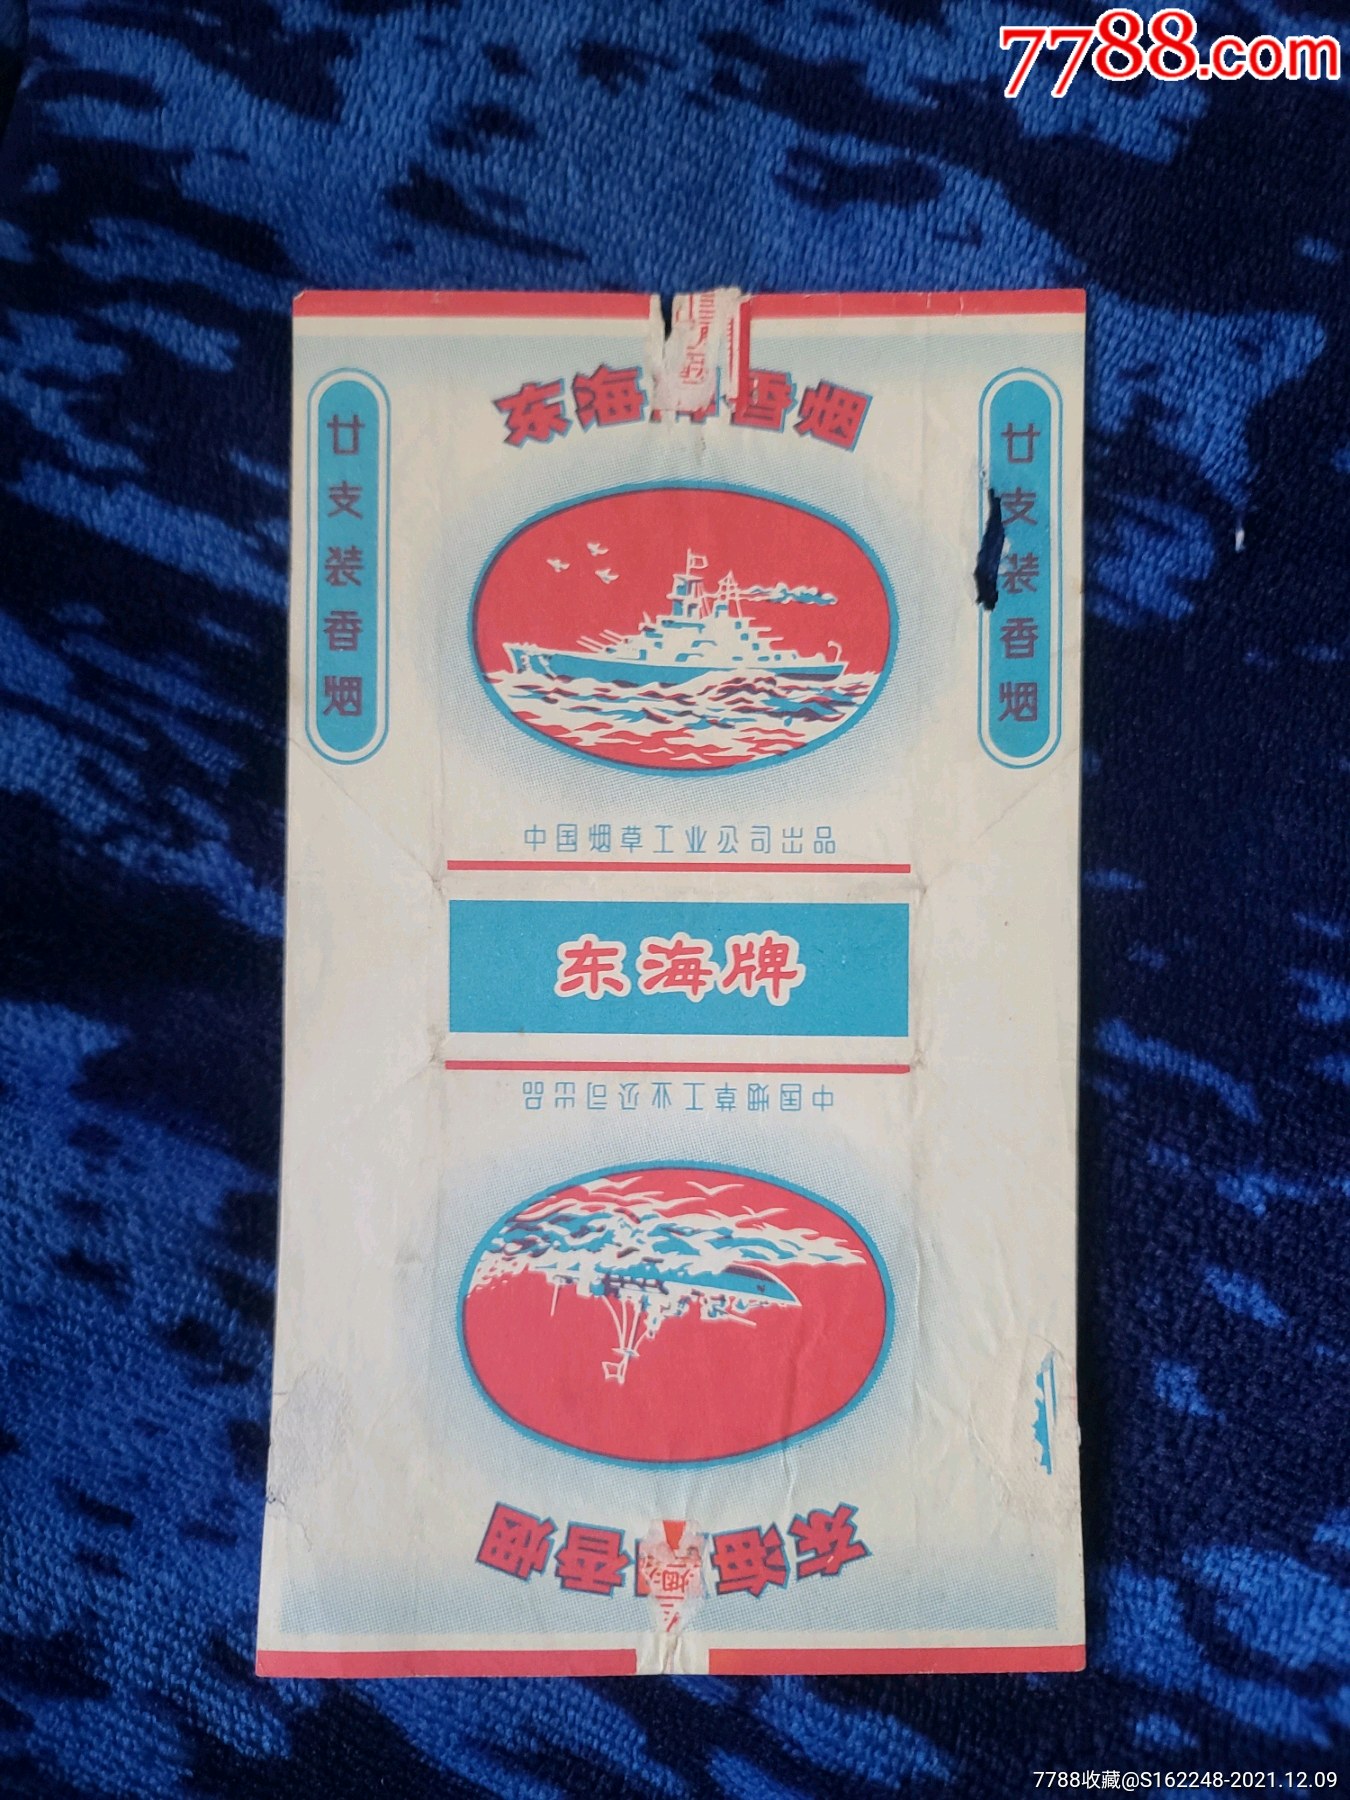 7788.com
东海牌香烟
廿支装香烟
廿支装香烟
中国烟草工业公司出品
东海牌
中国烟草工业公司出品
东海 香烟
7788收藏@S162248-2021.12.09